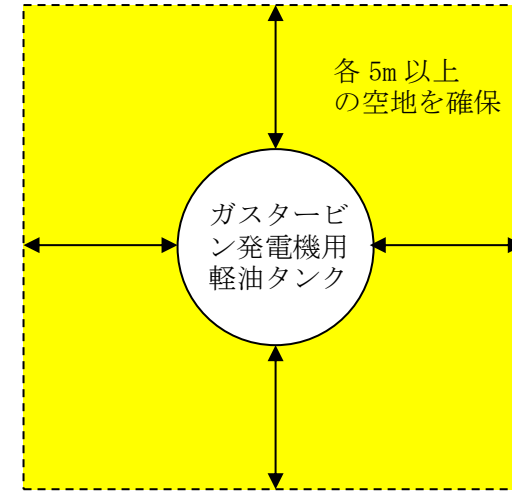 各 5m 以上
の空地を確保
ガスタービ
ン発電機用
軽油タンク